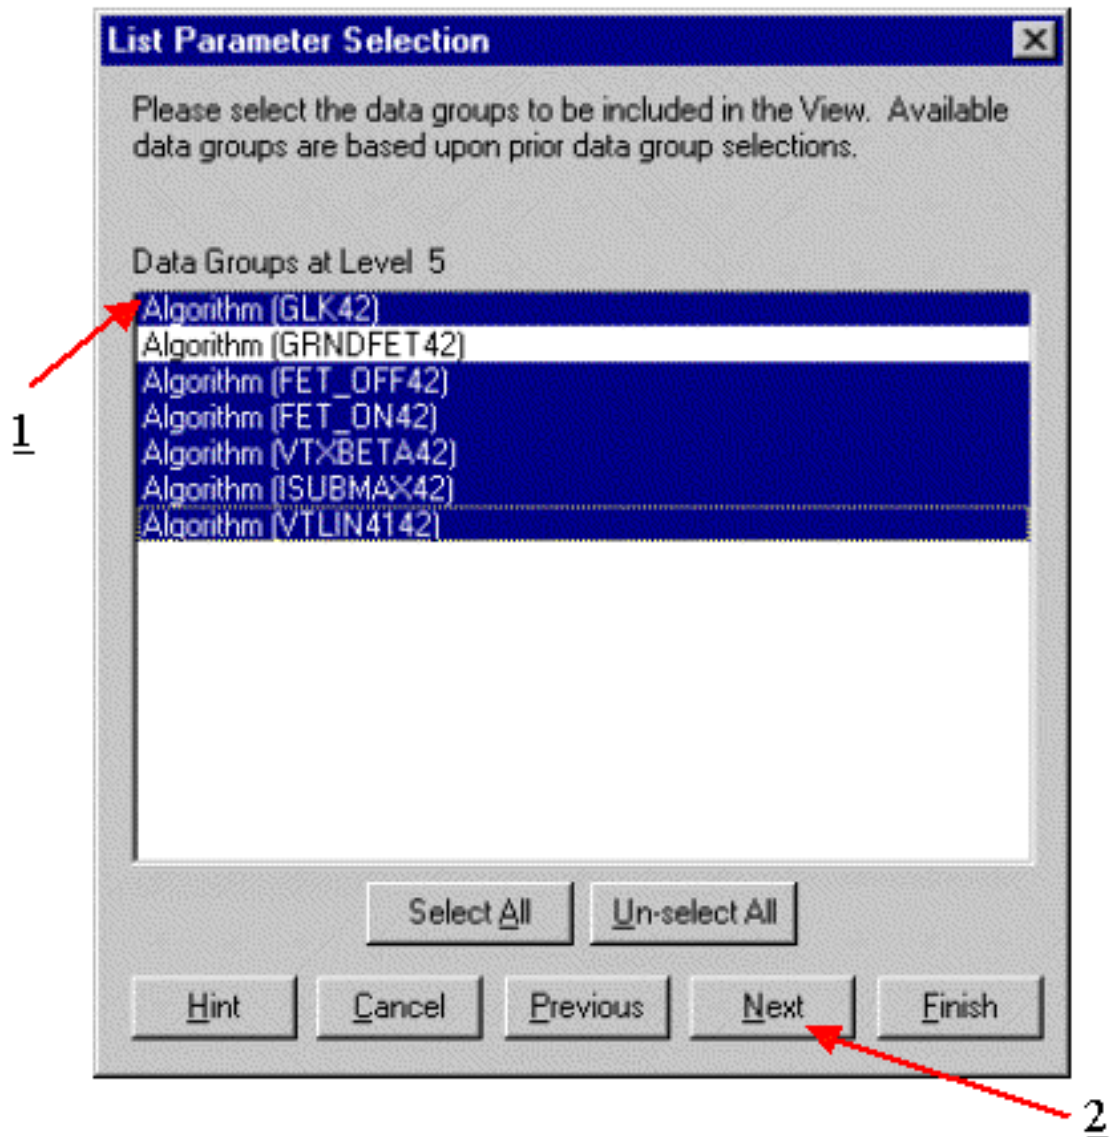 List Parameter Selection
Please select the data groups to be included in the View.  Available
data groups are based upon prior data group selections.
Data Groups at Level  5
Algorithm (GLK42)
Algorithm (GRNDFET42)
Algorithm (FET_OFF42)
Algorithm (FET_ON42)
1
Algorithm (VTXBETA42)
Algorithm (ISUBMAX42)
Algorithm (VTLIN4142)
Select All
Un-select All
Hint
Cancel
Previous
Next
Finish
2